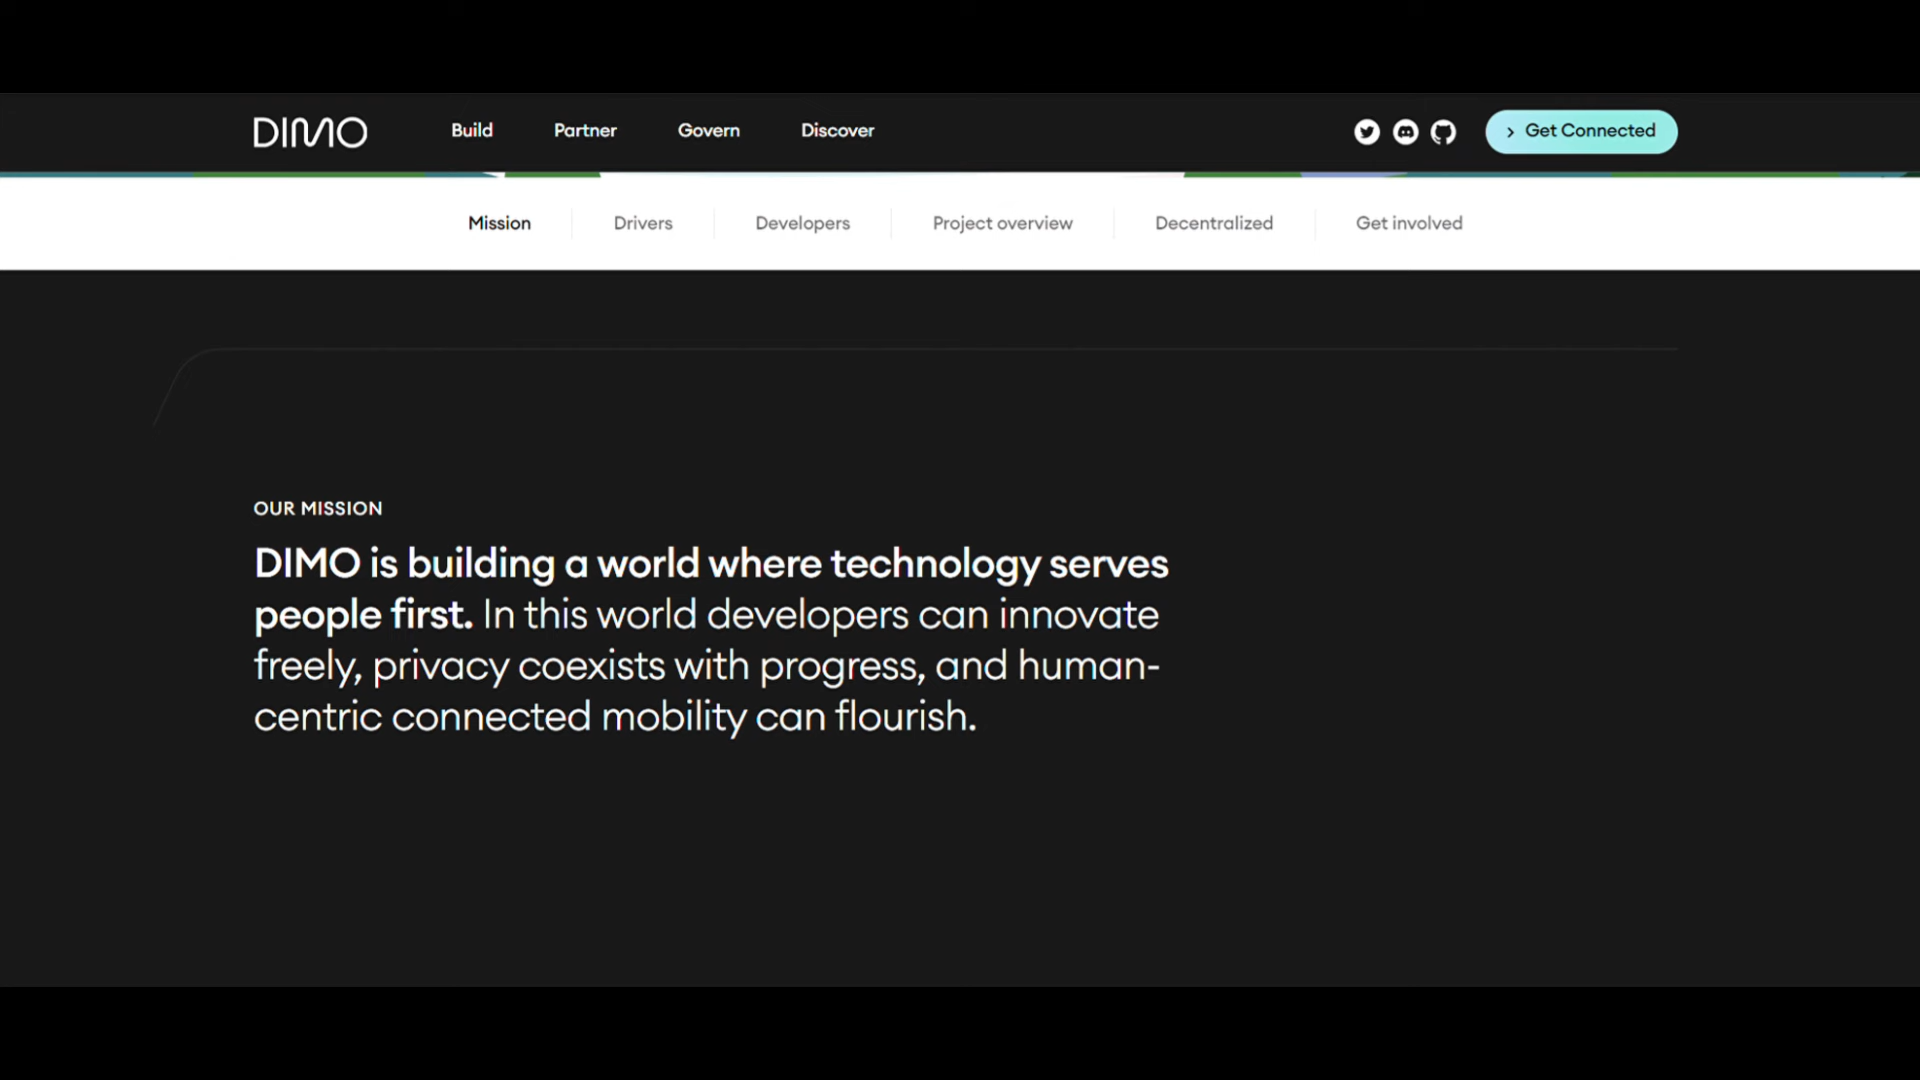 DIMO Build Partner Govern Discover > Get Connected
Mission Drivers Developers Project overview Decentralized Get involved
OUR MISSION
DIMO is building a world where technology serves
people first. In this world developers can innovate
freely, privacy coexists with progress, and human-
centric connected mobility can flourish.